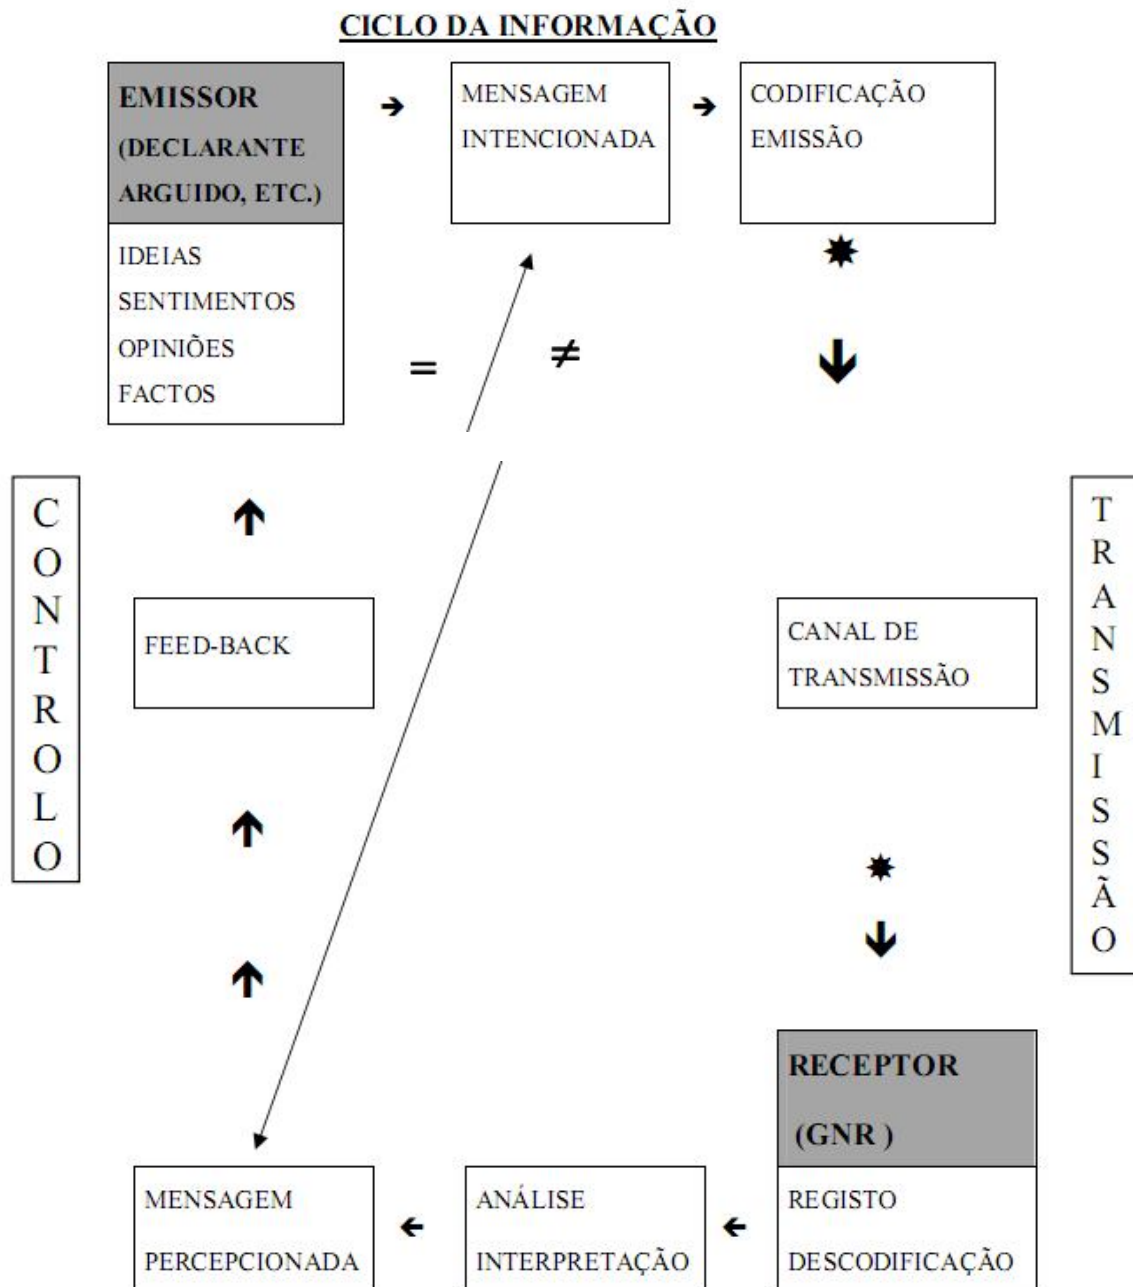 CICLO DA INFORMAÇÃO
EMISSOR
(DECLARANTE
ARGUIDO, ETC.)
IDEIAS
SENTIMENTOS
OPINIÕES
FACTOS
MENSAGEM
INTENCIONADA
CODIFICAÇÃO
EMISSÃO
= ≠
CONTROLO
FEED-BACK
CANAL DE
TRANSMISSÃO
TRANSMISSÃO
RECEPTOR
(GNR )
REGISTO
DESCODIFICAÇÃO
ANÁLISE
INTERPRETAÇÃO
MENSAGEM
PERCEPCIONADA